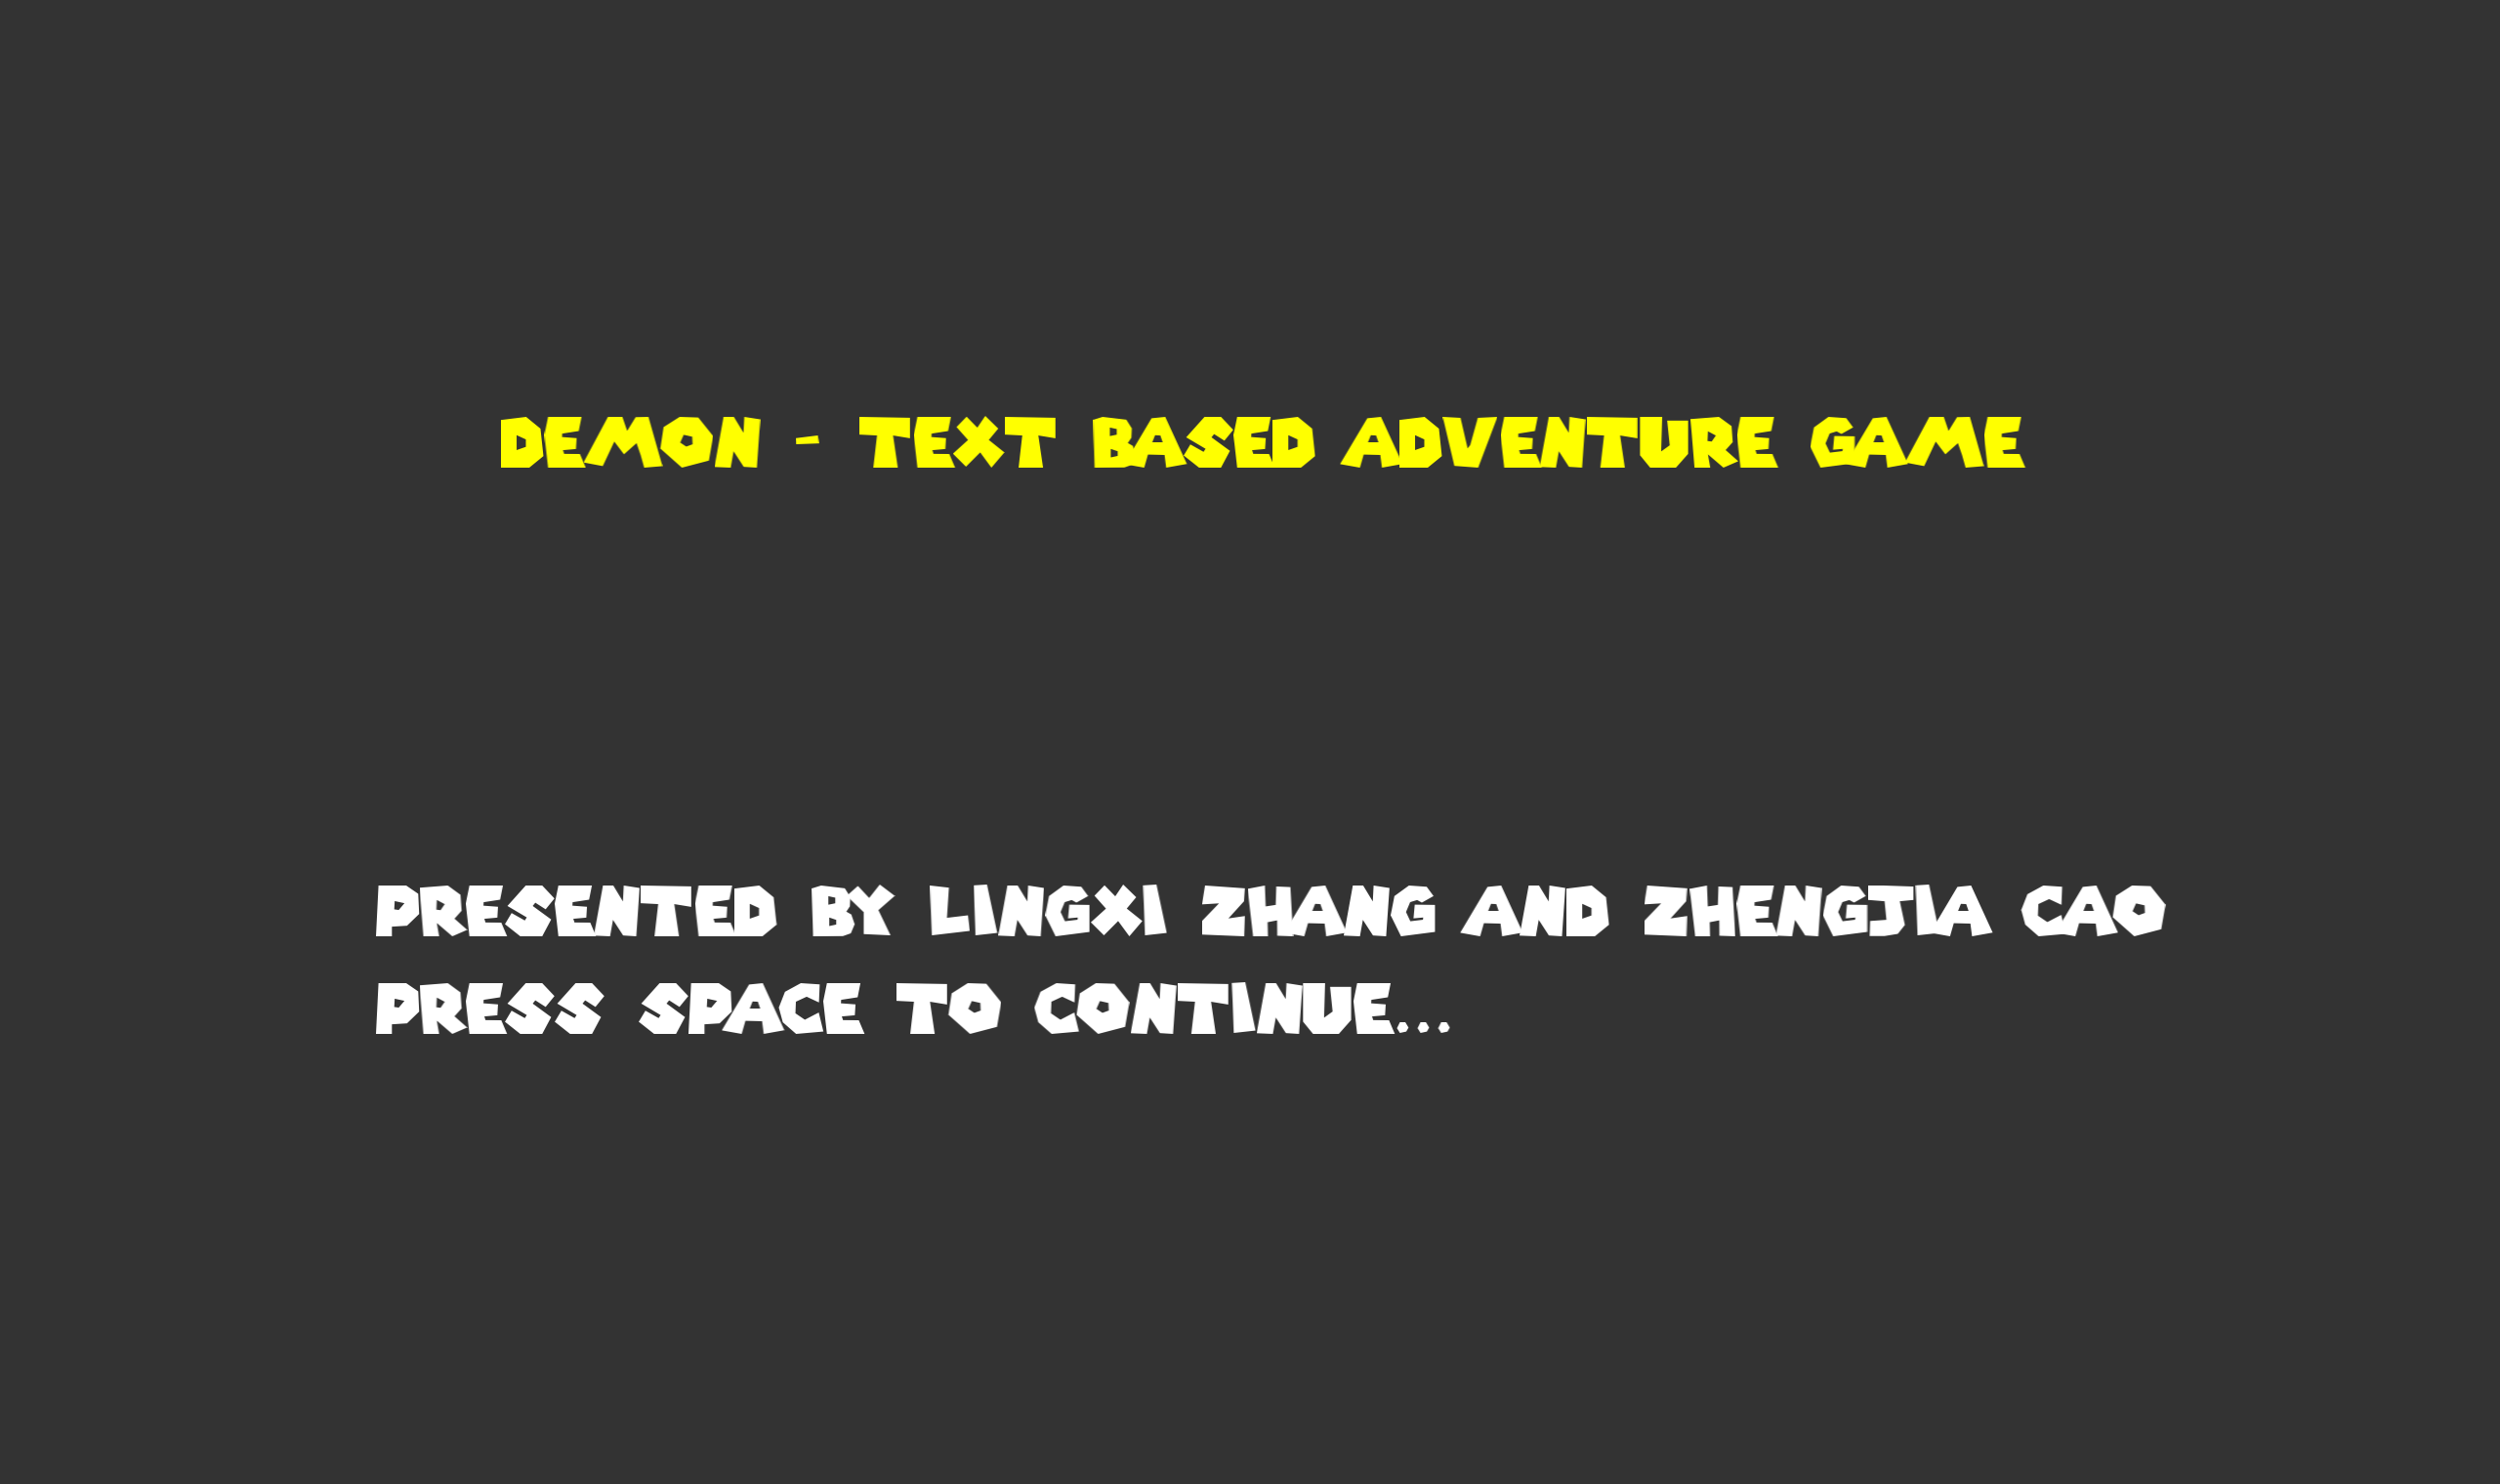 DEMON - TEXT BASED ADVENTURE GAME
PRESENTED BY LINGXI ZHANG AND ZHENGJIA CAO
PRESS SPACE TO CONTINUE...